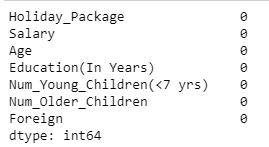 Holiday_Package 0
Salary 0
Age 0
Education(In Years) 0
Num_Young_Children(<7 yrs) 0
Num_Older_Children 0
Foreign 0
dtype: int64